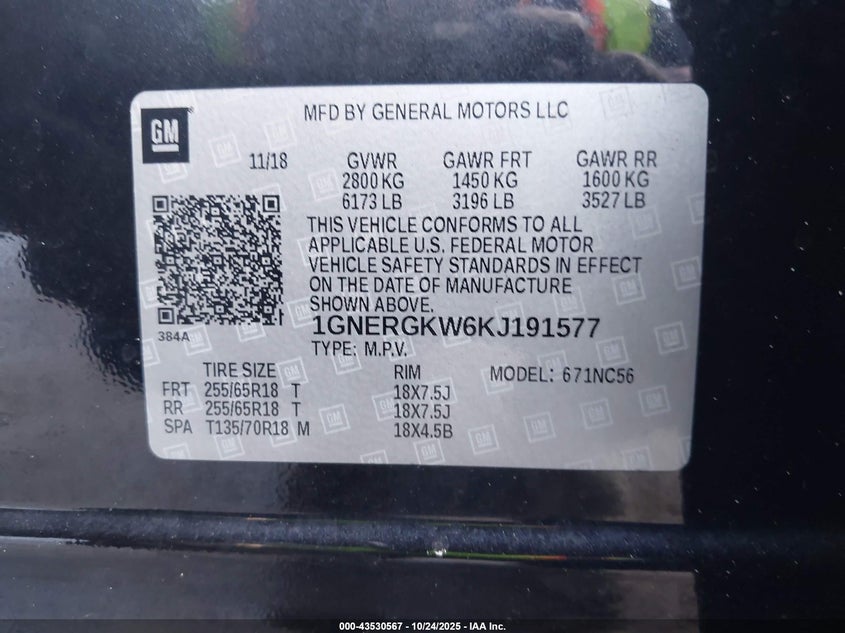 GM
MFD BY GENERAL MOTORS LLC
11/18 GVWR GAWR FRT GAWR RR
2800 KG 1450 KG 1600 KG
6173 LB 3196 LB 3527 LB
THIS VEHICLE CONFORMS TO ALL
APPLICABLE U.S. FEDERAL MOTOR
VEHICLE SAFETY STANDARDS IN EFFECT
ON THE DATE OF MANUFACTURE
SHOWN ABOVE.
384A
1GNERGKW6KJ191577
TYPE: M.P.V.
TIRE SIZE RIM MODEL: 671NC56
FRT 255/65R18 T 18X7.5J
RR 255/65R18 T 18X7.5J
SPA T135/70R18 M 18X4.5B
000-43530567 - 10/24/2025 - IAA Inc.